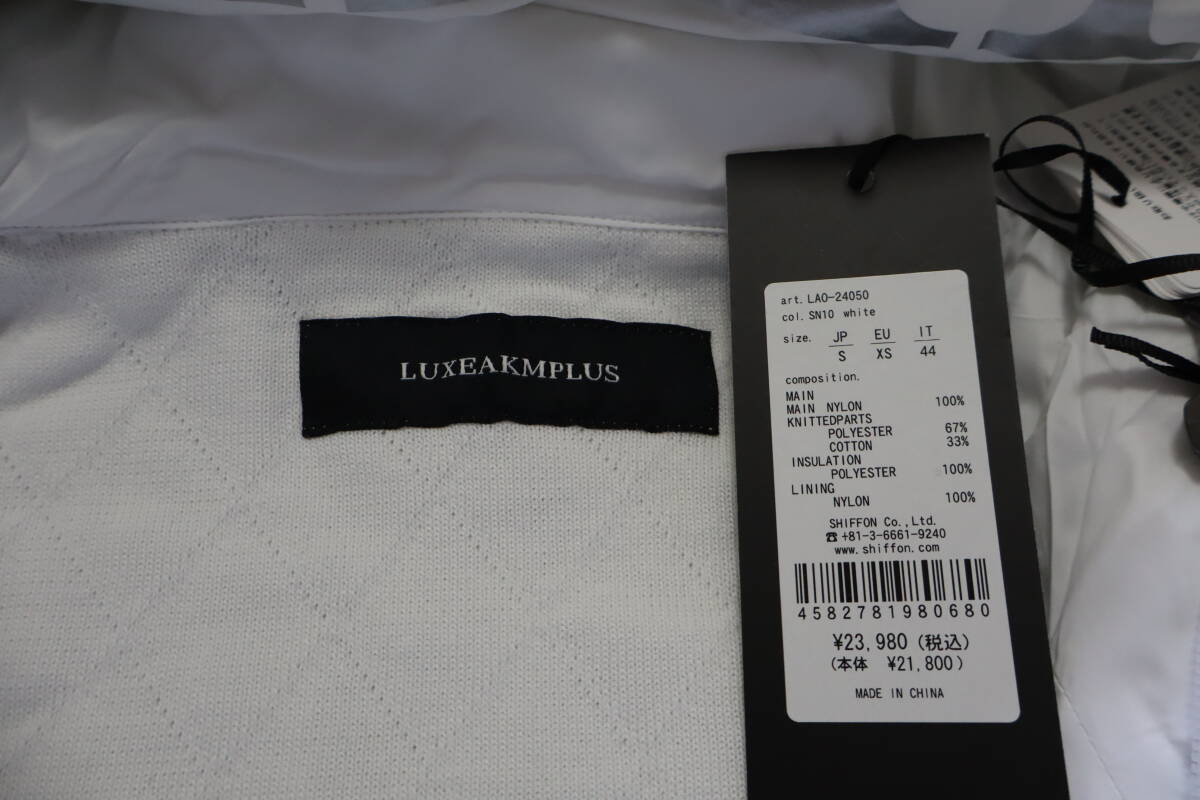 LUXEAKMPLUS
art. LAO-24050
col. SN10 white
size. JP EU IT
S XS 44
composition.
MAIN
MAIN NYLON 100%
KNITTEDPARTS
POLYESTER 67%
COTTON 33%
INSULATION
POLYESTER 100%
LINING
NYLON 100%
SHIFFON Co.,Ltd.
☎+81-3-6661-9240
www.shiffon.com
4582781980680
¥23,980(税込)
(本体 ¥21,800)
MADE IN CHINA